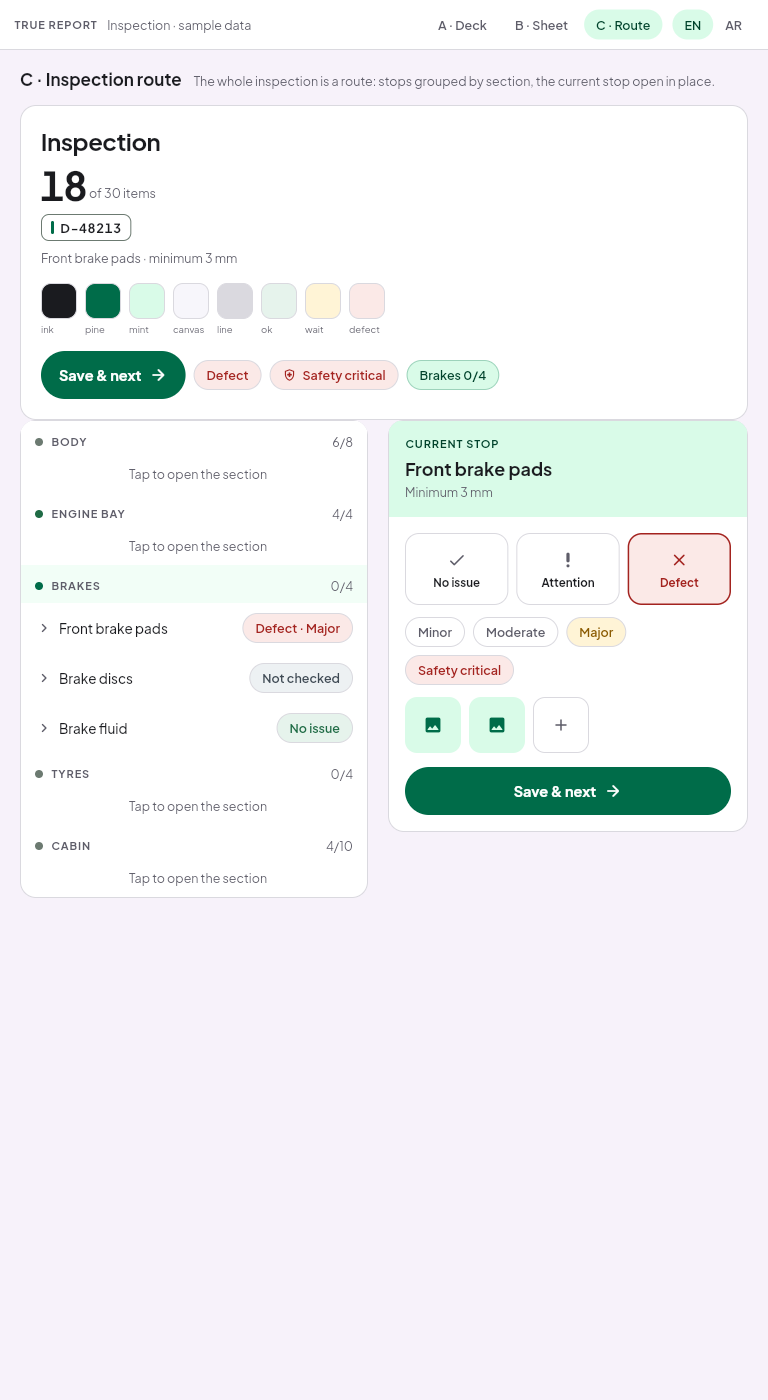 TRUE REPORT Inspection · sample data A · Deck B · Sheet C · Route EN AR
C · Inspection route The whole inspection is a route: stops grouped by section, the current stop open in place.
Inspection
18 of 30 items
D-48213
Front brake pads · minimum 3 mm
ink pine mint canvas line ok wait defect
Save & next Defect Safety critical Brakes 0/4
BODY 6/8
Tap to open the section
ENGINE BAY 4/4
Tap to open the section
BRAKES 0/4
Front brake pads Defect · Major
Brake discs Not checked
Brake fluid No issue
TYRES 0/4
Tap to open the section
CABIN 4/10
Tap to open the section
CURRENT STOP
Front brake pads
Minimum 3 mm
No issue Attention Defect
Minor Moderate Major
Safety critical
Save & next